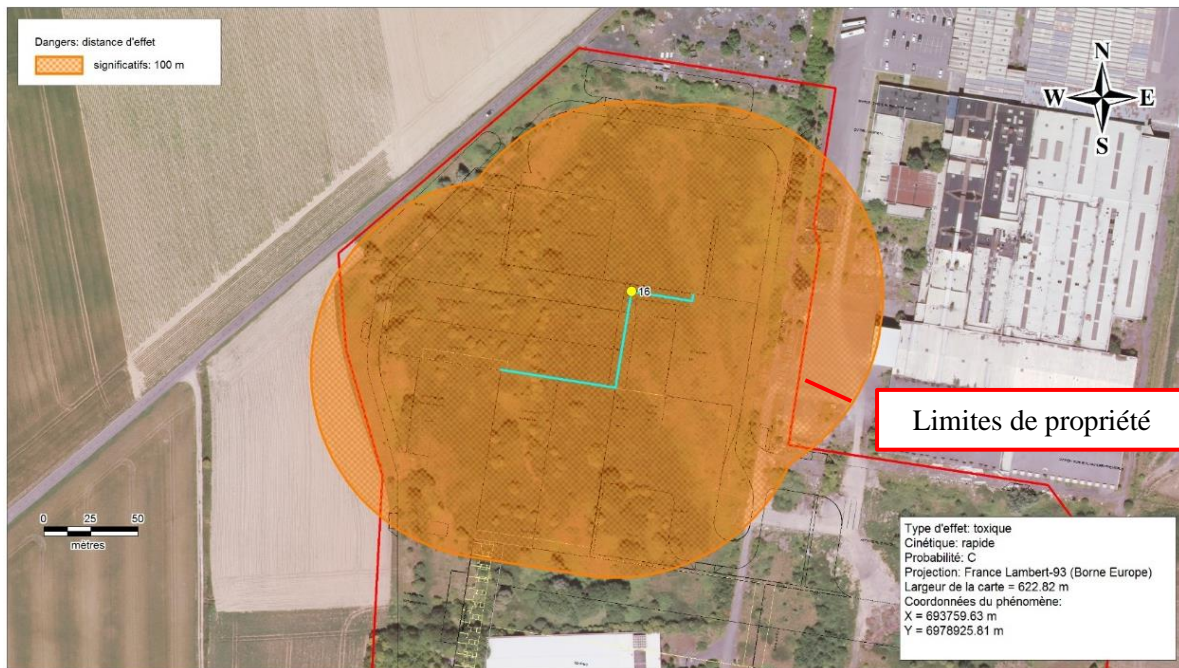 Dangers: distance d'effet
significatifs: 100 m
N
W E
S
16
Limites de propriété
0 25 50
mètres
Type d'effet: toxique
Cinétique: rapide
Probabilité: C
Projection: France Lambert-93 (Borne Europe)
Largeur de la carte = 622.82 m
Coordonnées du phénomène:
X = 693759.63 m
Y = 6978925.81 m